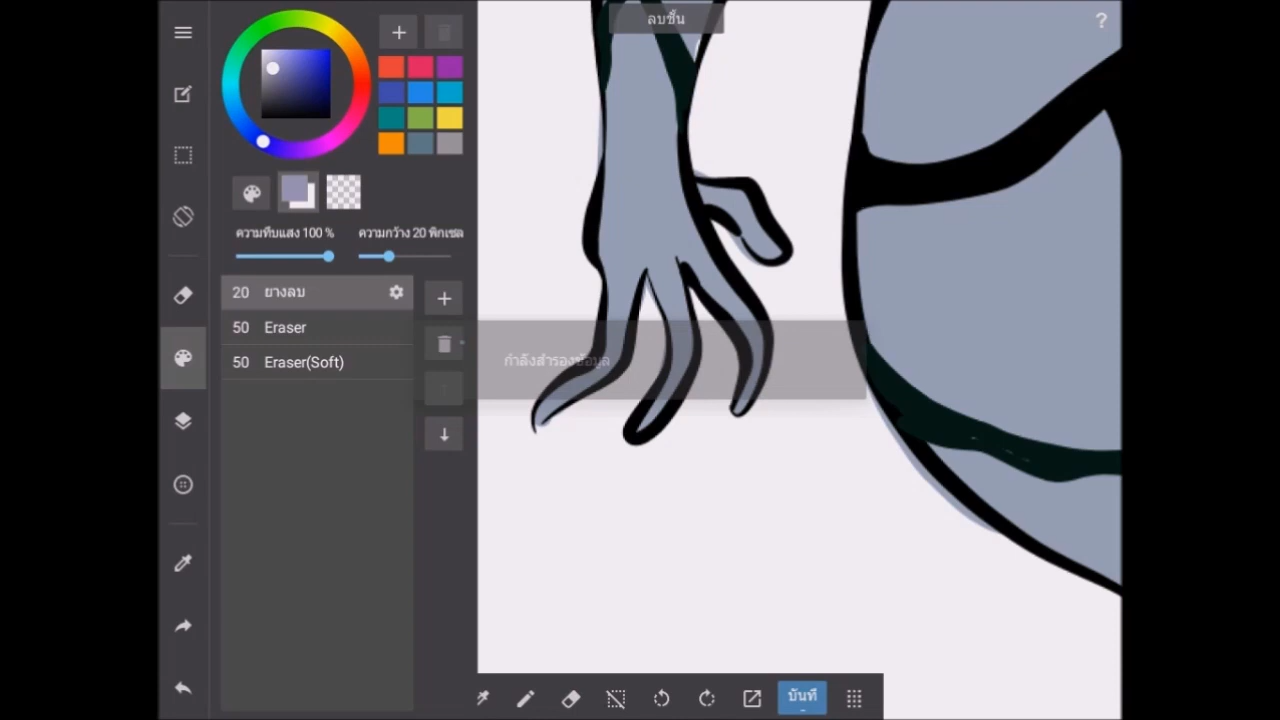 ลบชั้น
?
ความทึบแสง 100 %
ความกว้าง 20 พิกเซล
20 ยางลบ
50 Eraser
50 Eraser(Soft)
กำลังสำรองข้อมูล
บันที